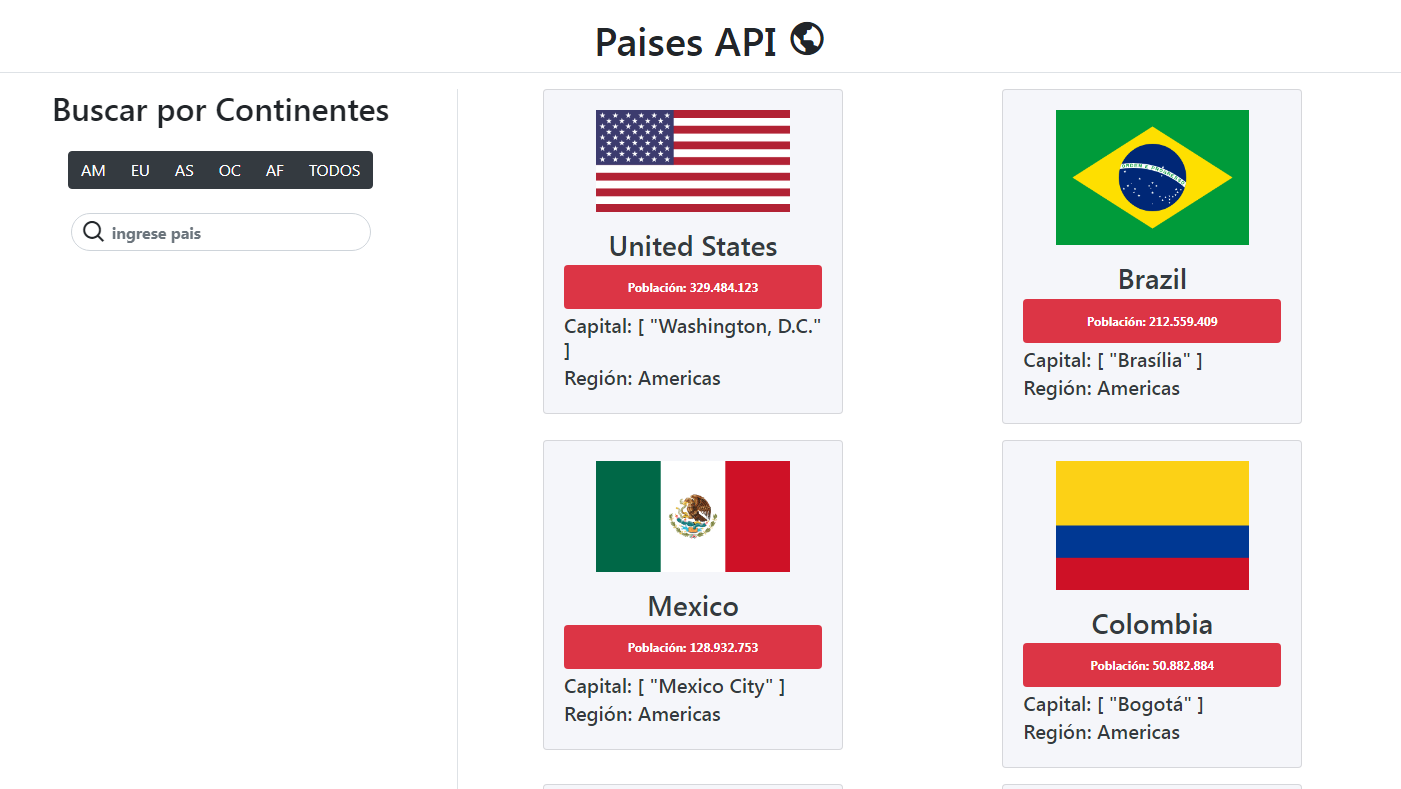 Paises API
Buscar por Continentes
AM EU AS OC AF TODOS
ingrese pais
United States
Población: 329.484.123
Capital: [ "Washington, D.C."
]
Región: Americas
Brazil
Población: 212.559.409
Capital: [ "Brasília" ]
Región: Americas
Mexico
Población: 128.932.753
Capital: [ "Mexico City" ]
Región: Americas
Colombia
Población: 50.882.884
Capital: [ "Bogotá" ]
Región: Americas